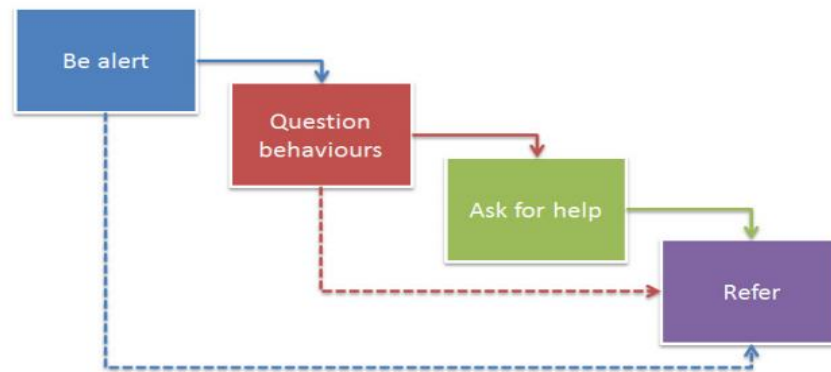 Be alert
Question
behaviours
Ask for help
Refer